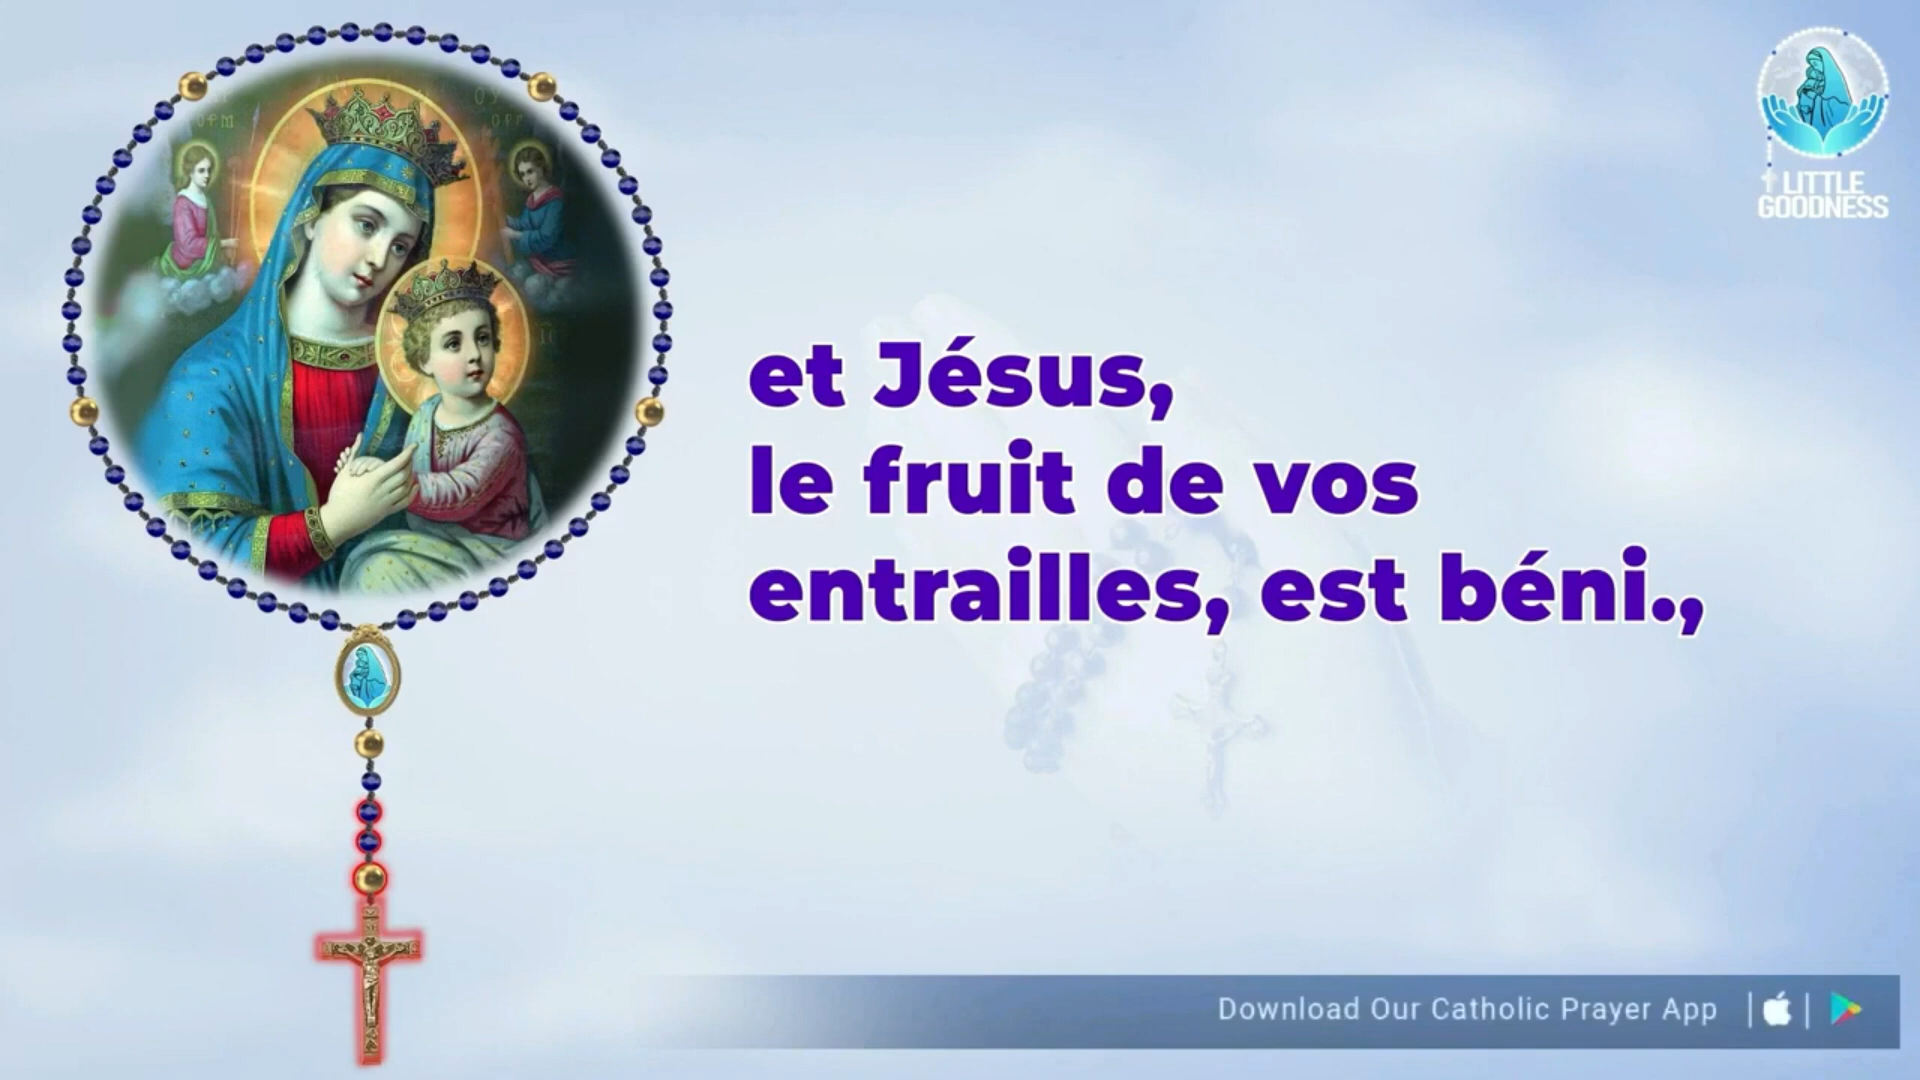 LITTLE
GOODNESS
et Jésus,
le fruit de vos
entrailles, est béni.,
Download Our Catholic Prayer App